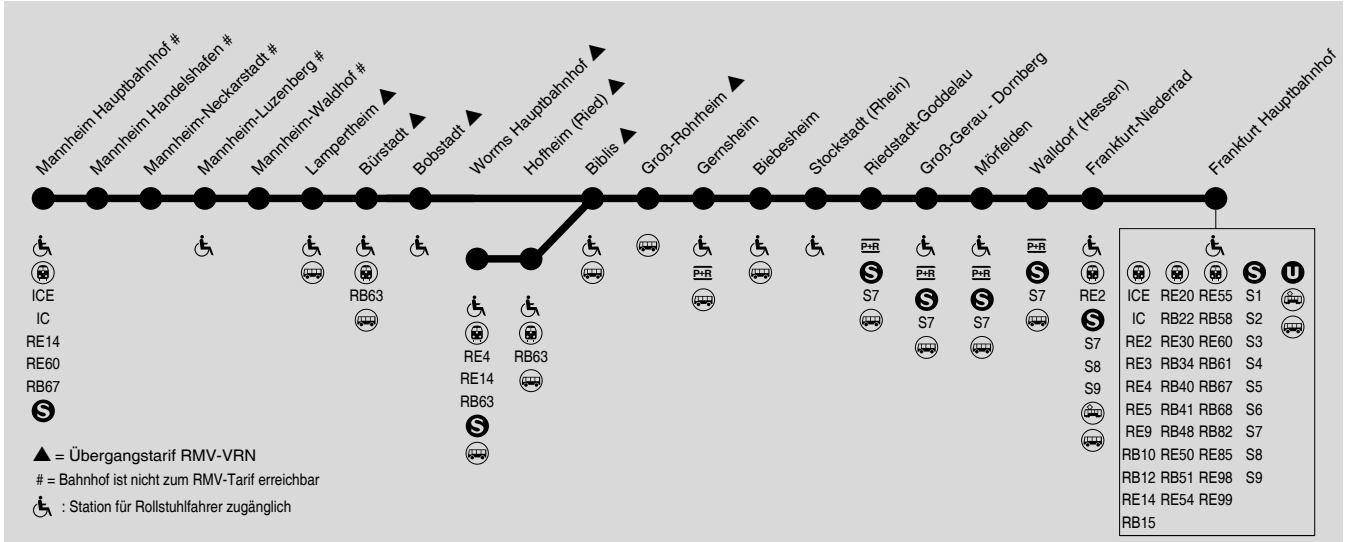 Mannheim Hauptbahnhof #
Mannheim Handelshafen #
Mannheim-Neckarstadt #
Mannheim-Luzenberg #
Mannheim-Waldhof #
Lampertheim ▲
Bürstadt ▲
Bobstadt ▲
Worms Hauptbahnhof ▲
Hofheim (Ried) ▲
Biblis ▲
Groß-Rohrheim ▲
Gernsheim
Biebesheim
Stockstadt (Rhein)
Riedstadt-Goddelau
Groß-Gerau - Dornberg
Mörfelden
Walldorf (Hessen)
Frankfurt-Niederrad
Frankfurt Hauptbahnhof
ICE
IC
RE14
RE60
RB67
S
RB63
RE4
RE14
RB63
S
RB63
P+R
P+R
S
S7
P+R
S
S7
P+R
S
S7
P+R
S
S7
RE2
S
S7
S8
S9
S U
ICE RE20 RE55 S1
IC RB22 RB58 S2
RE2 RE30 RE60 S3
RE3 RB34 RB61 S4
RE4 RB40 RB67 S5
RE5 RB41 RB68 S6
RE9 RB48 RB82 S7
RB10 RE50 RE85 S8
RB12 RB51 RE98 S9
RE14 RE54 RE99
RB15
▲ = Übergangstarif RMV-VRN
# = Bahnhof ist nicht zum RMV-Tarif erreichbar
: Station für Rollstuhlfahrer zugänglich